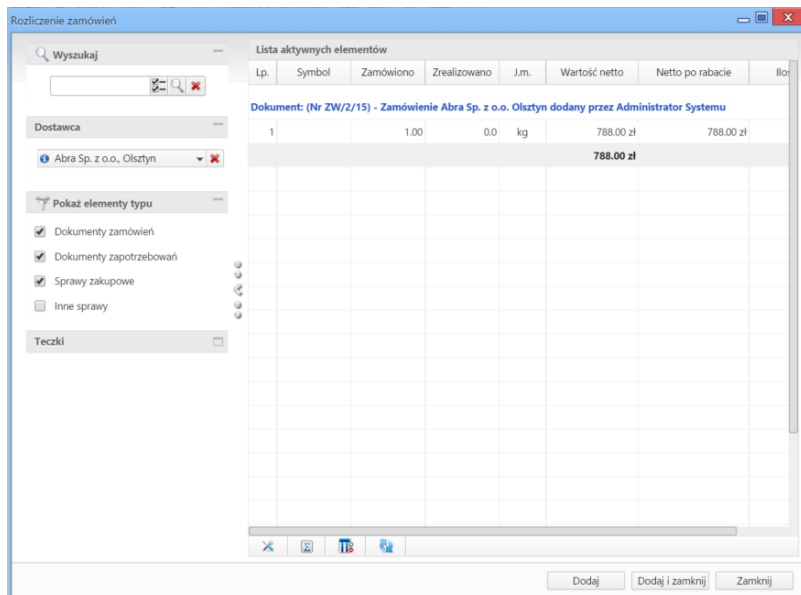 Rozliczenie zamówień
Wyszukaj
Dostawca
Abra Sp. z o.o., Olsztyn
Pokaż elementy typu
Dokumenty zamówień
Dokumenty zapotrzebowań
Sprawy zakupowe
Inne sprawy
Teczki
Lista aktywnych elementów
Lp. Symbol Zamówiono Zrealizowano J.m. Wartość netto Netto po rabacie Iloś
Dokument: (Nr ZW/2/15) - Zamówienie Abra Sp. z o.o. Olsztyn dodany przez Administrator Systemu
1 1.00 0.0 kg 788.00 zł 788.00 zł
788.00 zł
Dodaj Dodaj i zamknij Zamknij